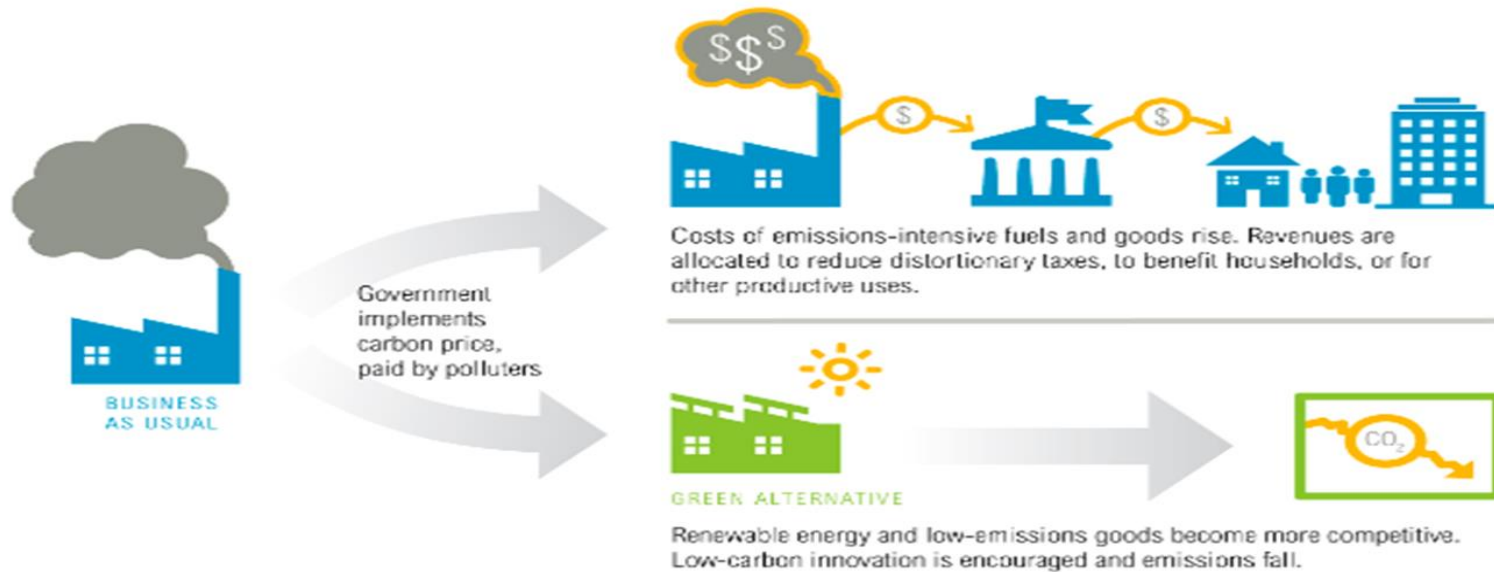 BUSINESS
AS USUAL
Government
implements
carbon price,
paid by polluters
$$$
$
$
Costs of emissions-intensive fuels and goods rise. Revenues are
allocated to reduce distortionary taxes, to benefit households, or for
other productive uses.
GREEN ALTERNATIVE
CO₂
Renewable energy and low-emissions goods become more competitive.
Low-carbon innovation is encouraged and emissions fall.